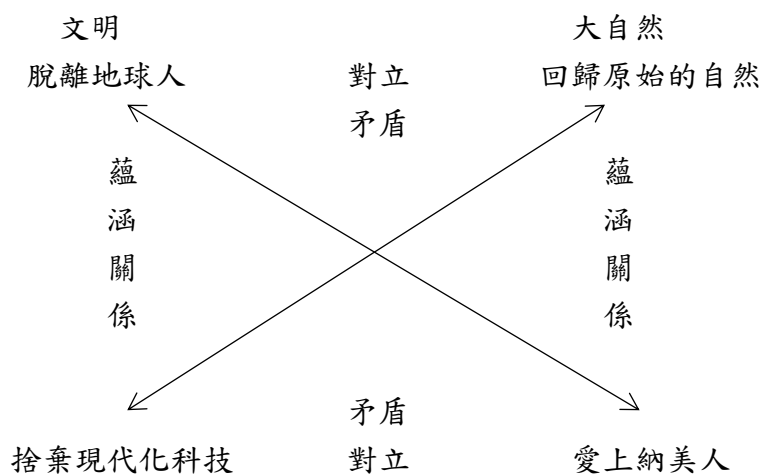 文明 大自然
脫離地球人 對立 回歸原始的自然
矛盾
蘊涵關係 蘊涵關係
矛盾
捨棄現代化科技 對立 愛上納美人